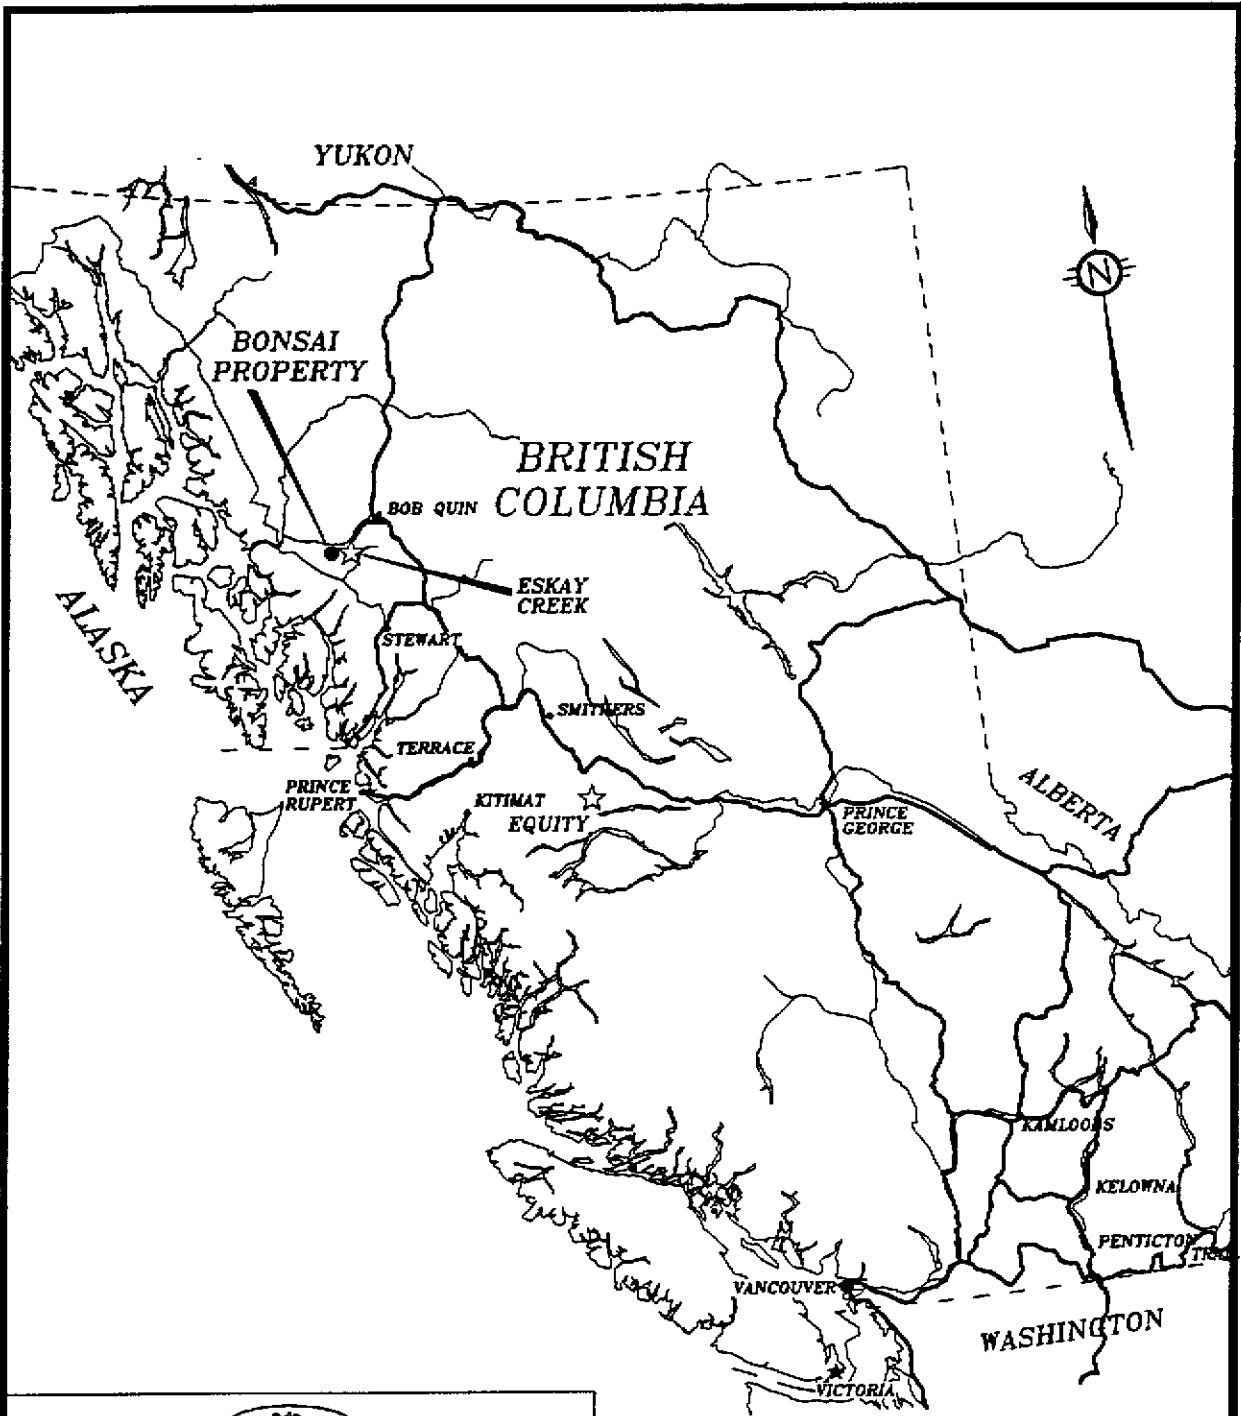 YUKON
N
BONSAI
PROPERTY
BRITISH
COLUMBIA
BOB QUIN
ESKAY
CREEK
ALASKA
STEWART
SMITHERS
TERRACE
PRINCE
RUPERT
KITIMAT
EQUITY
ALBERTA
PRINCE
GEORGE
KAMLOOPS
KELOWNA
PENTICTON
VANCOUVER
WASHINGTON
VICTORIA